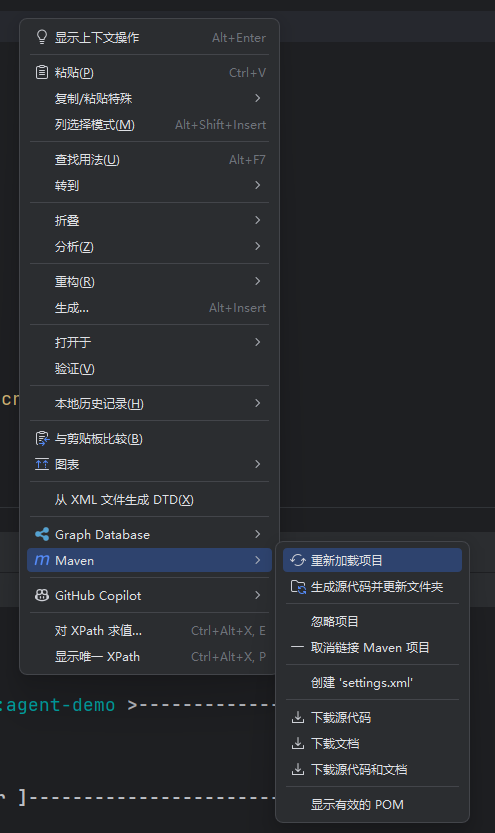 显示上下文操作 Alt+Enter
粘贴(P) Ctrl+V
复制/粘贴特殊
列选择模式(M) Alt+Shift+Insert
查找用法(U) Alt+F7
转到
折叠
分析(Z)
重构(R)
生成... Alt+Insert
打开于
验证(V)
本地历史记录(H)
与剪贴板比较(B)
图表
从 XML 文件生成 DTD(X)
Graph Database
Maven
GitHub Copilot
对 XPath 求值... Ctrl+Alt+X, E
显示唯一 XPath Ctrl+Alt+X, P
重新加载项目
生成源代码并更新文件夹
忽略项目
取消链接 Maven 项目
创建 'settings.xml'
下载源代码
下载文档
下载源代码和文档
显示有效的 POM
:agent-demo >-------------
r ]-----------------------